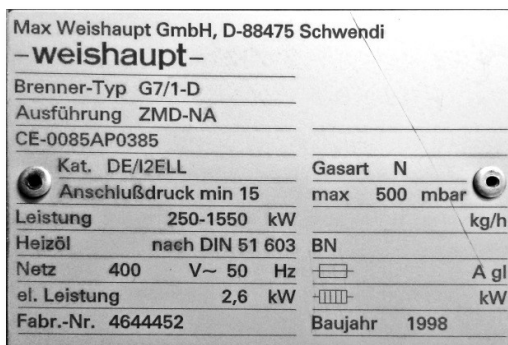 Max Weishaupt GmbH, D-88475 Schwendi
-weishaupt-
Brenner-Typ G7/1-D
Ausführung ZMD-NA
CE-0085AP0385
Kat. DE/I2ELL Gasart N
Anschlußdruck min 15 max 500 mbar
Leistung 250-1550 kW kg/h
Heizöl nach DIN 51 603 BN
Netz 400 V~ 50 Hz A gl
el. Leistung 2,6 kW kW
Fabr.-Nr. 4644452 Baujahr 1998